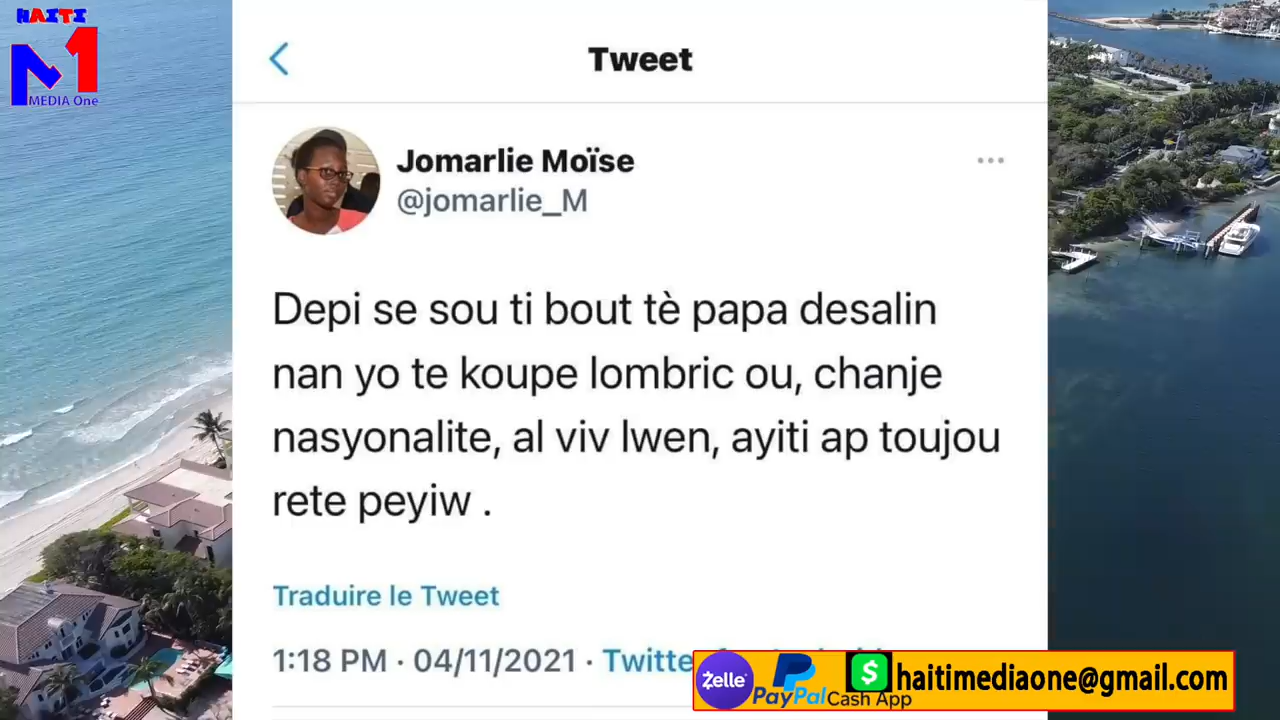 HAITI
M1
MEDIA One
Tweet
Jomarlie Moïse
@jomarlie_M
Depi se sou ti bout tè papa desalin
nan yo te koupe lombric ou, chanje
nasyonalite, al viv lwen, ayiti ap toujou
rete peyiw .
Traduire le Tweet
1:18 PM · 04/11/2021 ·
Zelle
PayPal
$
Cash App
haitimediaone@gmail.com